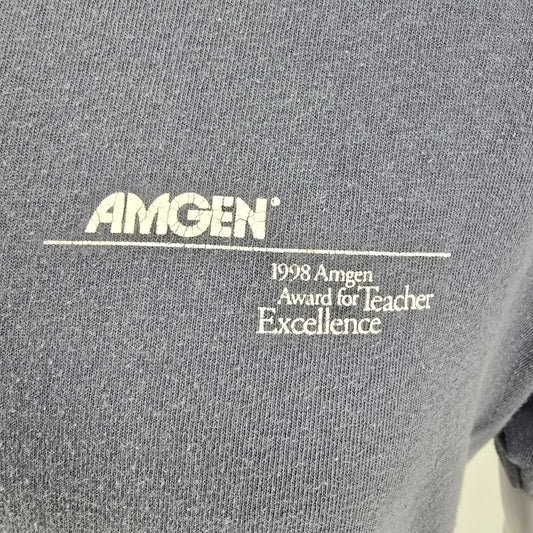 AMGEN®
1998 Amgen
Award for Teacher
Excellence